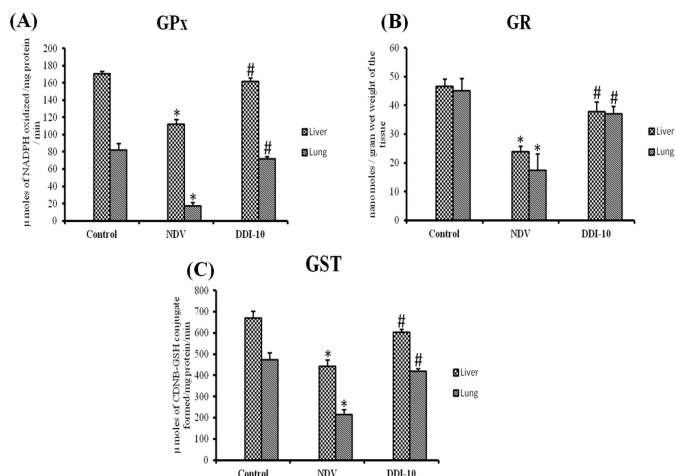 (A) GPx
μ moles of NADPH oxidized /mg protein
/ min
200
180
160
140
120
100
80
60
40
20
0
*
*
#
#
Liver
Lung
Control NDV DDI-10
(B) GR
nano moles / gram wet weight of the
tissue
60
50
40
30
20
10
0
* *
# #
Liver
Lung
Control NDV DDI-10
(C) GST
μ moles of CDNB-GSH conjugate
formed/mg protein/min
800
700
600
500
400
300
200
100
0
*
*
#
#
Liver
Lung
Control NDV DDI-10